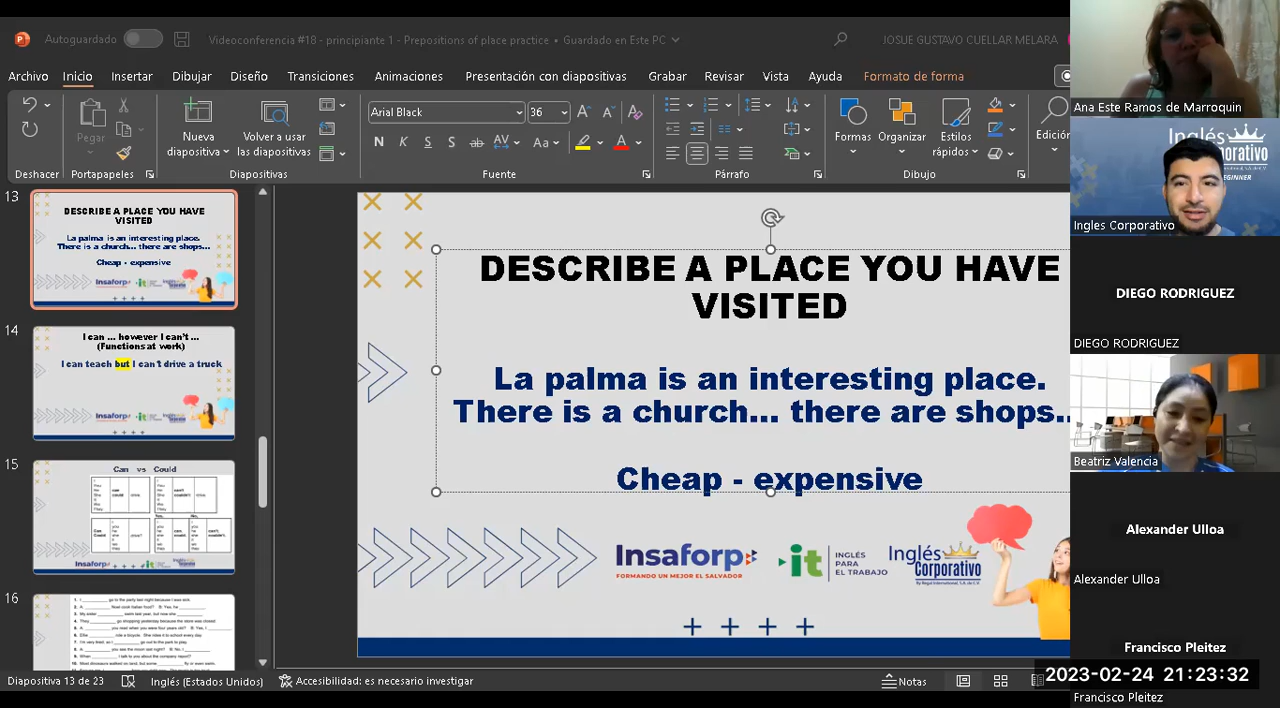 Autoguardado
Videoconferencia #18 - principiante 1 - Prepositions of place practice • Guardado en Este PC
IOSUE GUSTAVO CUELLAR MELARA
Archivo Inicio Insertar Dibujar Diseño Transiciones Animaciones Presentación con diapositivas Grabar Revisar Vista Ayuda Formato de forma
Pegar
Nueva diapositiva
Volver a usar las diapositivas
Arial Black 36
N K S S ab AV Aa A
Formas Organizar Estilos rápidos Edición
Deshacer Portapapeles Diapositivas Fuente Párrafo Dibujo
13
DESCRIBE A PLACE YOU HAVE
VISITED
La palma is an interesting place.
There is a church... there are shops...
Cheap - expensive
14
I can ... however I can't ...
(Functions at work)
I can teach but I can't drive a truck
15
Can vs Could
16
DESCRIBE A PLACE YOU HAVE
VISITED
La palma is an interesting place.
There is a church... there are shops..
Cheap - expensive
Insaforp
FORMANDO UN MEJOR EL SALVADOR
it
INGLÉS
PARA
EL TRABAJO
Inglés
Corporativo
Diapositiva 13 de 23 Inglés (Estados Unidos) Accesibilidad: es necesario investigar Notas
Ana Este Ramos de Marroquin
Inglés
Ingles Corporativo
DIEGO RODRIGUEZ
DIEGO RODRIGUEZ
Beatriz Valencia
Alexander Ulloa
Alexander Ulloa
Francisco Pleitez
2023-02-24 21:23:32
Francisco Pleitez